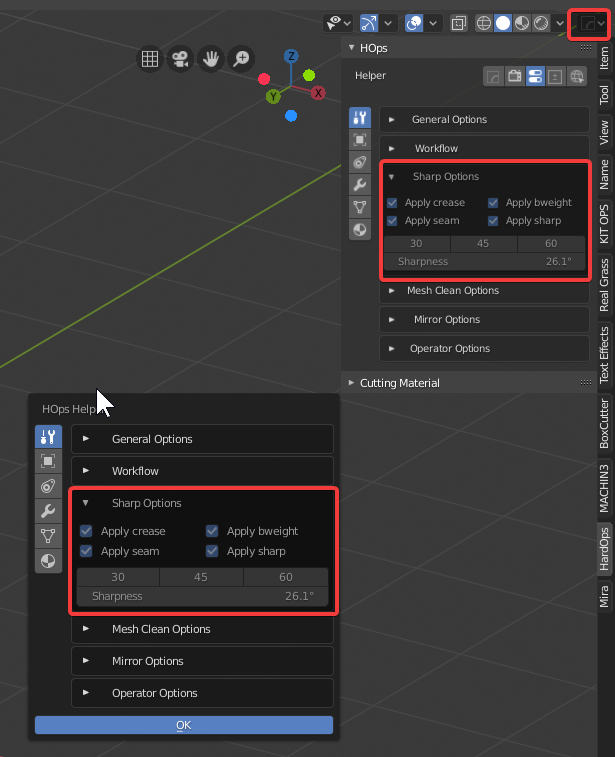 HOps
Helper
General Options
Workflow
Sharp Options
Apply crease Apply bweight
Apply seam Apply sharp
30 45 60
Sharpness 26.1°
Mesh Clean Options
Mirror Options
Operator Options
Cutting Material
Item
Tool
View
Name
KIT OPS
Real Grass
Text Effects
BoxCutter
MACHIN3
HardOps
Mira
Z
Y
X
HOps Help
General Options
Workflow
Sharp Options
Apply crease Apply bweight
Apply seam Apply sharp
30 45 60
Sharpness 26.1°
Mesh Clean Options
Mirror Options
Operator Options
OK